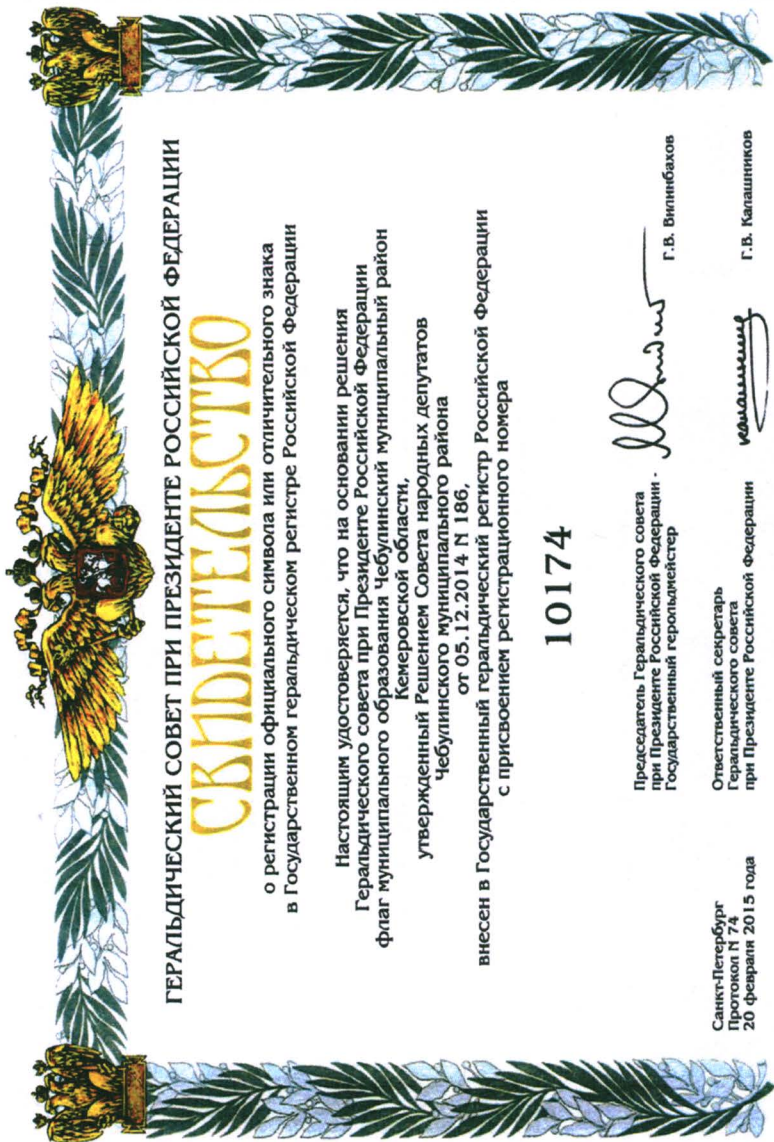 ГЕРАЛЬДИЧЕСКИЙ СОВЕТ ПРИ ПРЕЗИДЕНТЕ РОССИЙСКОЙ ФЕДЕРАЦИИ
СВИДЕТЕЛЬСТВО
о регистрации официального символа или отличительного знака
в Государственном геральдическом регистре Российской Федерации
Настоящим удостоверяется, что на основании решения
Геральдического совета при Президенте Российской Федерации
флаг муниципального образования Чебулинский муниципальный район
Кемеровской области,
утвержденный Решением Совета народных депутатов
Чебулинского муниципального района
от 05.12.2014 N 186,
внесен в Государственный геральдический регистр Российской Федерации
с присвоением регистрационного номера
10174
Председатель Геральдического совета
при Президенте Российской Федерации -
Государственный герольдмейстер
Г.В. Вилинбахов
Ответственный секретарь
Геральдического совета
при Президенте Российской Федерации
Г.В. Калашников
Санкт-Петербург
Протокол N 74
20 февраля 2015 года